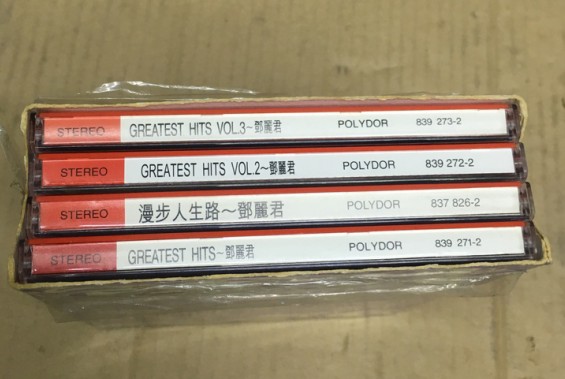 STEREO GREATEST HITS VOL.3~鄧麗君 POLYDOR 839 273-2
STEREO GREATEST HITS VOL.2~鄧麗君 POLYDOR 839 272-2
STEREO 漫步人生路～鄧麗君 POLYDOR 837 826-2
STEREO GREATEST HITS~鄧麗君 POLYDOR 839 271-2